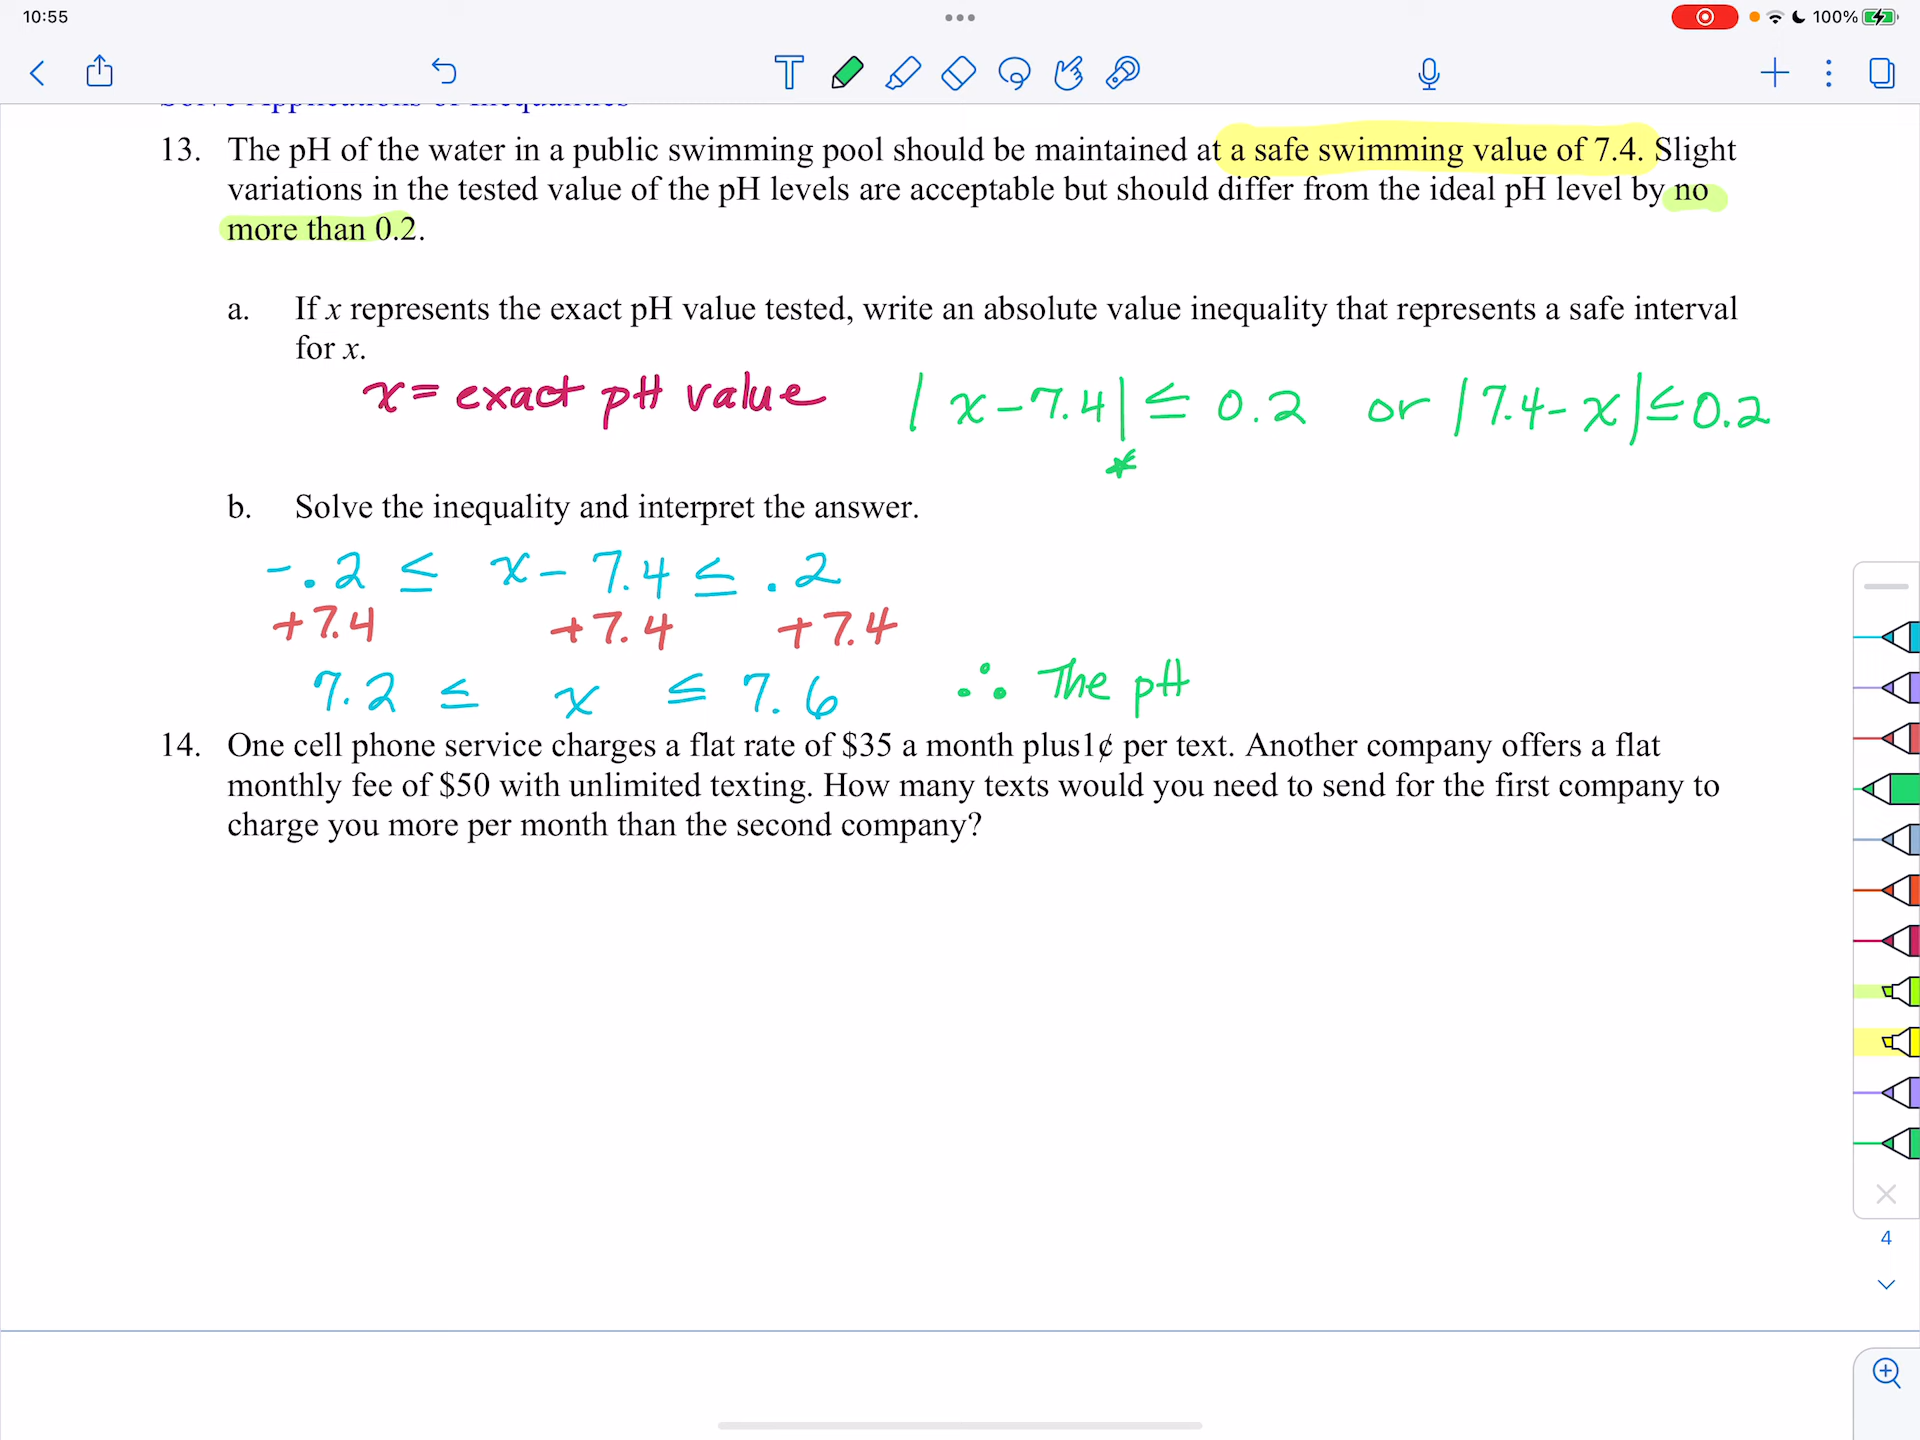 10:55
100%
13. The pH of the water in a public swimming pool should be maintained at a safe swimming value of 7.4. Slight
variations in the tested value of the pH levels are acceptable but should differ from the ideal pH level by no
more than 0.2.
a. If x represents the exact pH value tested, write an absolute value inequality that represents a safe interval
for x.
x = exact pH value |x - 7.4| ≤ 0.2 or |7.4 - x| ≤ 0.2
*
b. Solve the inequality and interpret the answer.
-.2 ≤ x - 7.4 ≤ .2
+7.4 +7.4 +7.4
7.2 ≤ x ≤ 7.6 ∴ The pH
14. One cell phone service charges a flat rate of $35 a month plus1¢ per text. Another company offers a flat
monthly fee of $50 with unlimited texting. How many texts would you need to send for the first company to
charge you more per month than the second company?
4